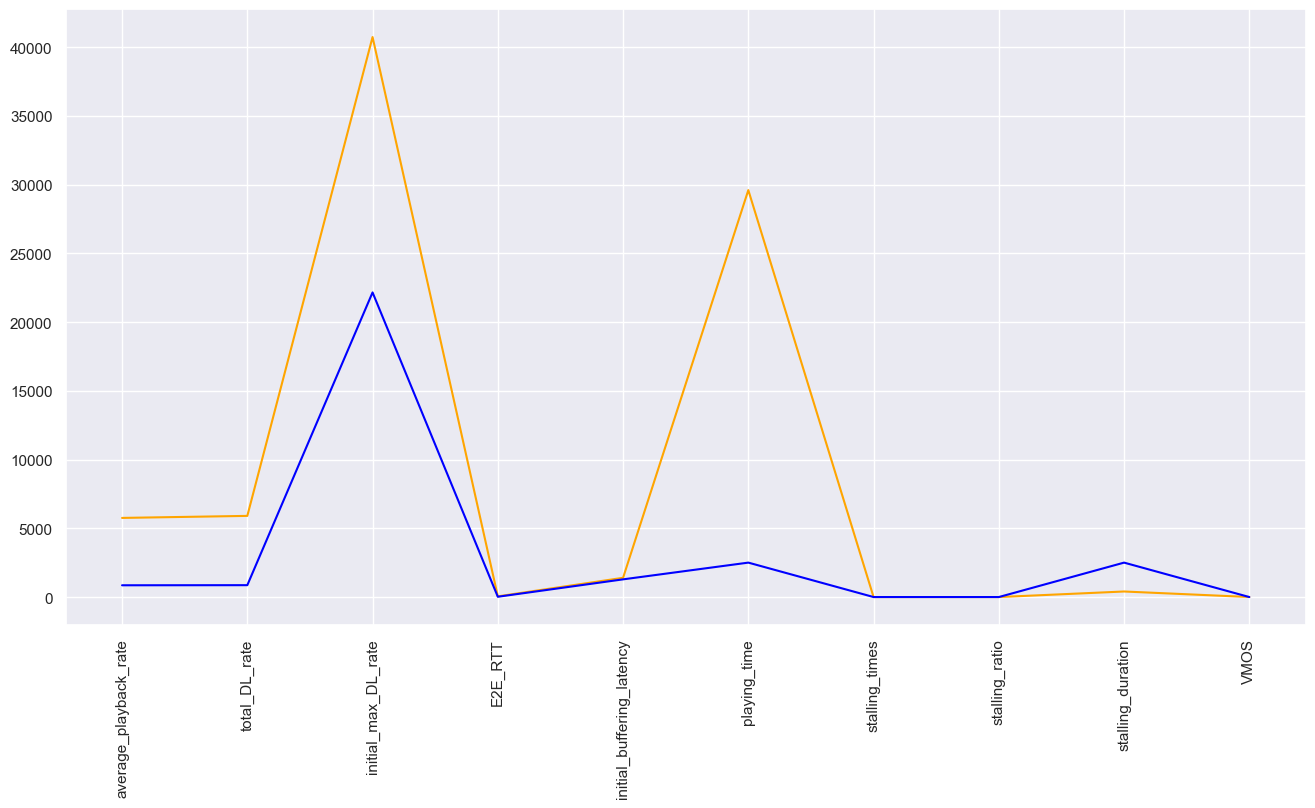 40000
35000
30000
25000
20000
15000
10000
5000
0
average_playback_rate
total_DL_rate
initial_max_DL_rate
E2E_RTT
initial_buffering_latency
playing_time
stalling_times
stalling_ratio
stalling_duration
VMOS